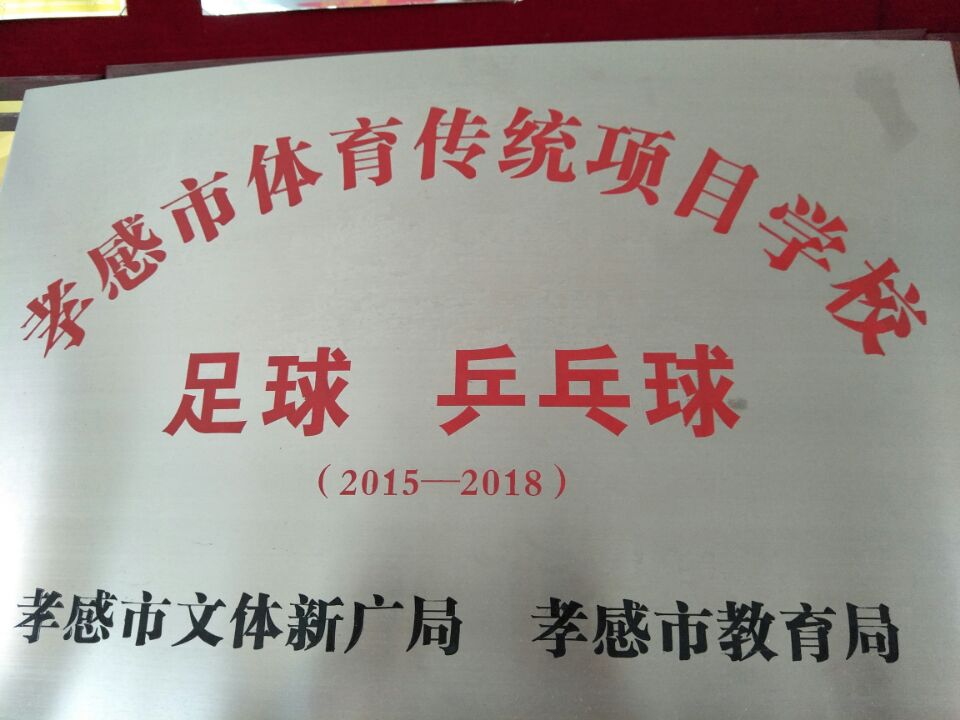 孝感市体育传统项目学校
足球 乒乓球
（2015—2018）
孝感市文体新广局 孝感市教育局